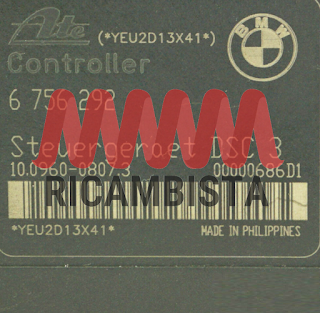 Ate (*YEU2D13X41*) BMW
Controller
6 756 292
Steuergeraet DSC 3
10.0960-0807.3 00000686D1
RICAMBISTA
*YEU2D13X41* MADE IN PHILIPPINES